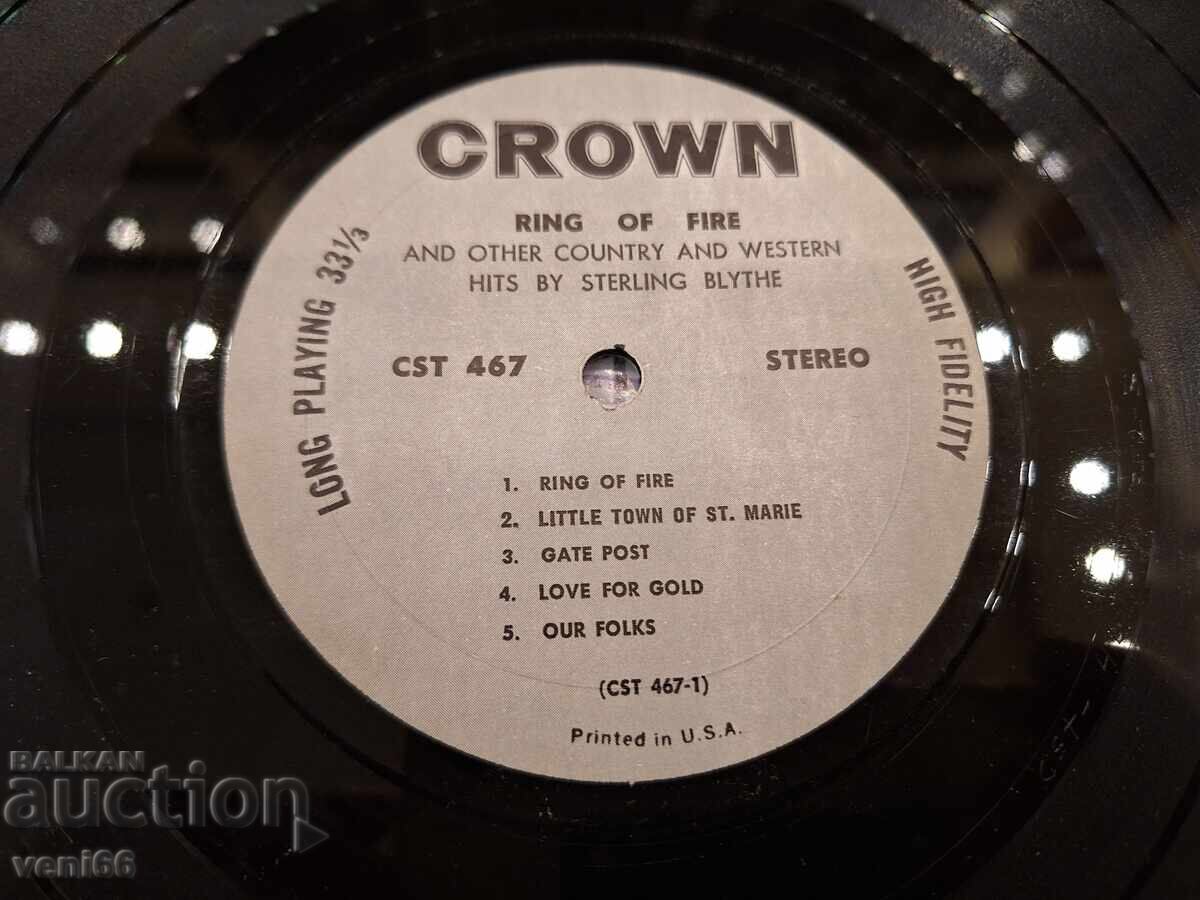 CROWN
RING OF FIRE
AND OTHER COUNTRY AND WESTERN
HITS BY STERLING BLYTHE
LONG PLAYING 33⅓
HIGH FIDELITY
CST 467
STEREO
1. RING OF FIRE
2. LITTLE TOWN OF ST. MARIE
3. GATE POST
4. LOVE FOR GOLD
5. OUR FOLKS
(CST 467-1)
Printed in U.S.A.
BALKAN
auction
veni66